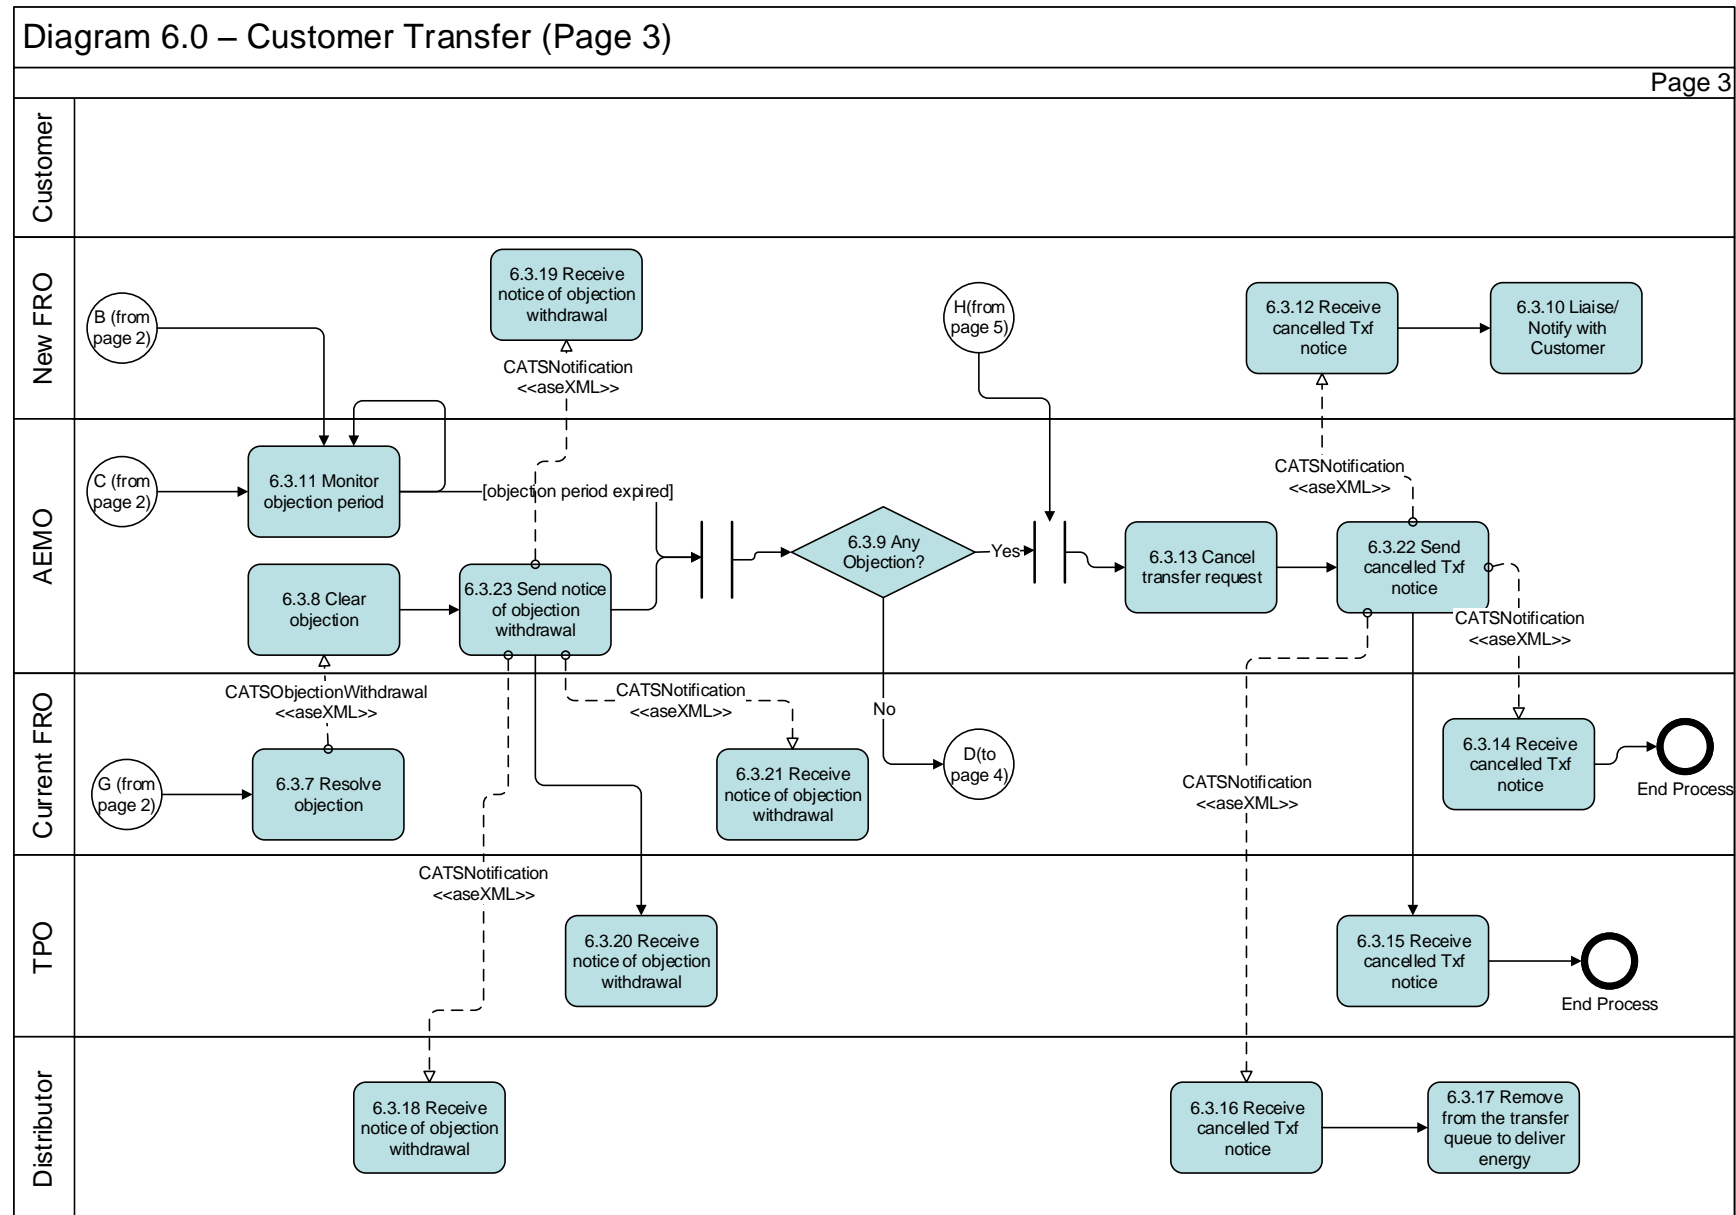 Diagram 6.0 – Customer Transfer (Page 3)
Page 3
Customer
New FRO
B (from
page 2)
6.3.19 Receive
notice of objection
withdrawal
CATSNotification
<<aseXML>>
H(from
page 5)
6.3.12 Receive
cancelled Txf
notice
6.3.10 Liaise/
Notify with
Customer
AEMO
C (from
page 2)
6.3.11 Monitor
objection period
[objection period expired]
6.3.8 Clear
objection
6.3.23 Send notice
of objection
withdrawal
6.3.9 Any
Objection?
Yes
No
6.3.13 Cancel
transfer request
CATSNotification
<<aseXML>>
6.3.22 Send
cancelled Txf
notice
CATSNotification
<<aseXML>>
Current FRO
CATSObjectionWithdrawal
<<aseXML>>
G (from
page 2)
6.3.7 Resolve
objection
CATSNotification
<<aseXML>>
6.3.21 Receive
notice of objection
withdrawal
D(to
page 4)
CATSNotification
<<aseXML>>
6.3.14 Receive
cancelled Txf
notice
End Process
TPO
CATSNotification
<<aseXML>>
6.3.20 Receive
notice of objection
withdrawal
6.3.15 Receive
cancelled Txf
notice
End Process
Distributor
6.3.18 Receive
notice of objection
withdrawal
6.3.16 Receive
cancelled Txf
notice
6.3.17 Remove
from the transfer
queue to deliver
energy